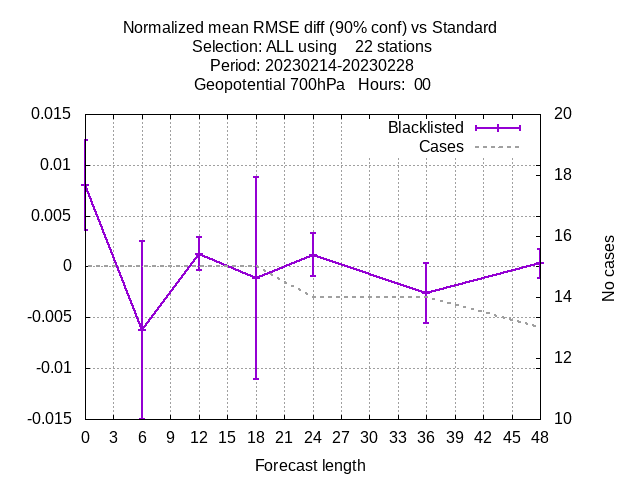 Normalized mean RMSE diff (90% conf) vs Standard
Selection: ALL using    22 stations
Period: 20230214-20230228
Geopotential 700hPa   Hours:  00
Blacklisted
Cases
0.015
0.01
0.005
0
-0.005
-0.01
-0.015
20
18
16
14
12
10
No cases
0 3 6 9 12 15 18 21 24 27 30 33 36 39 42 45 48
Forecast length